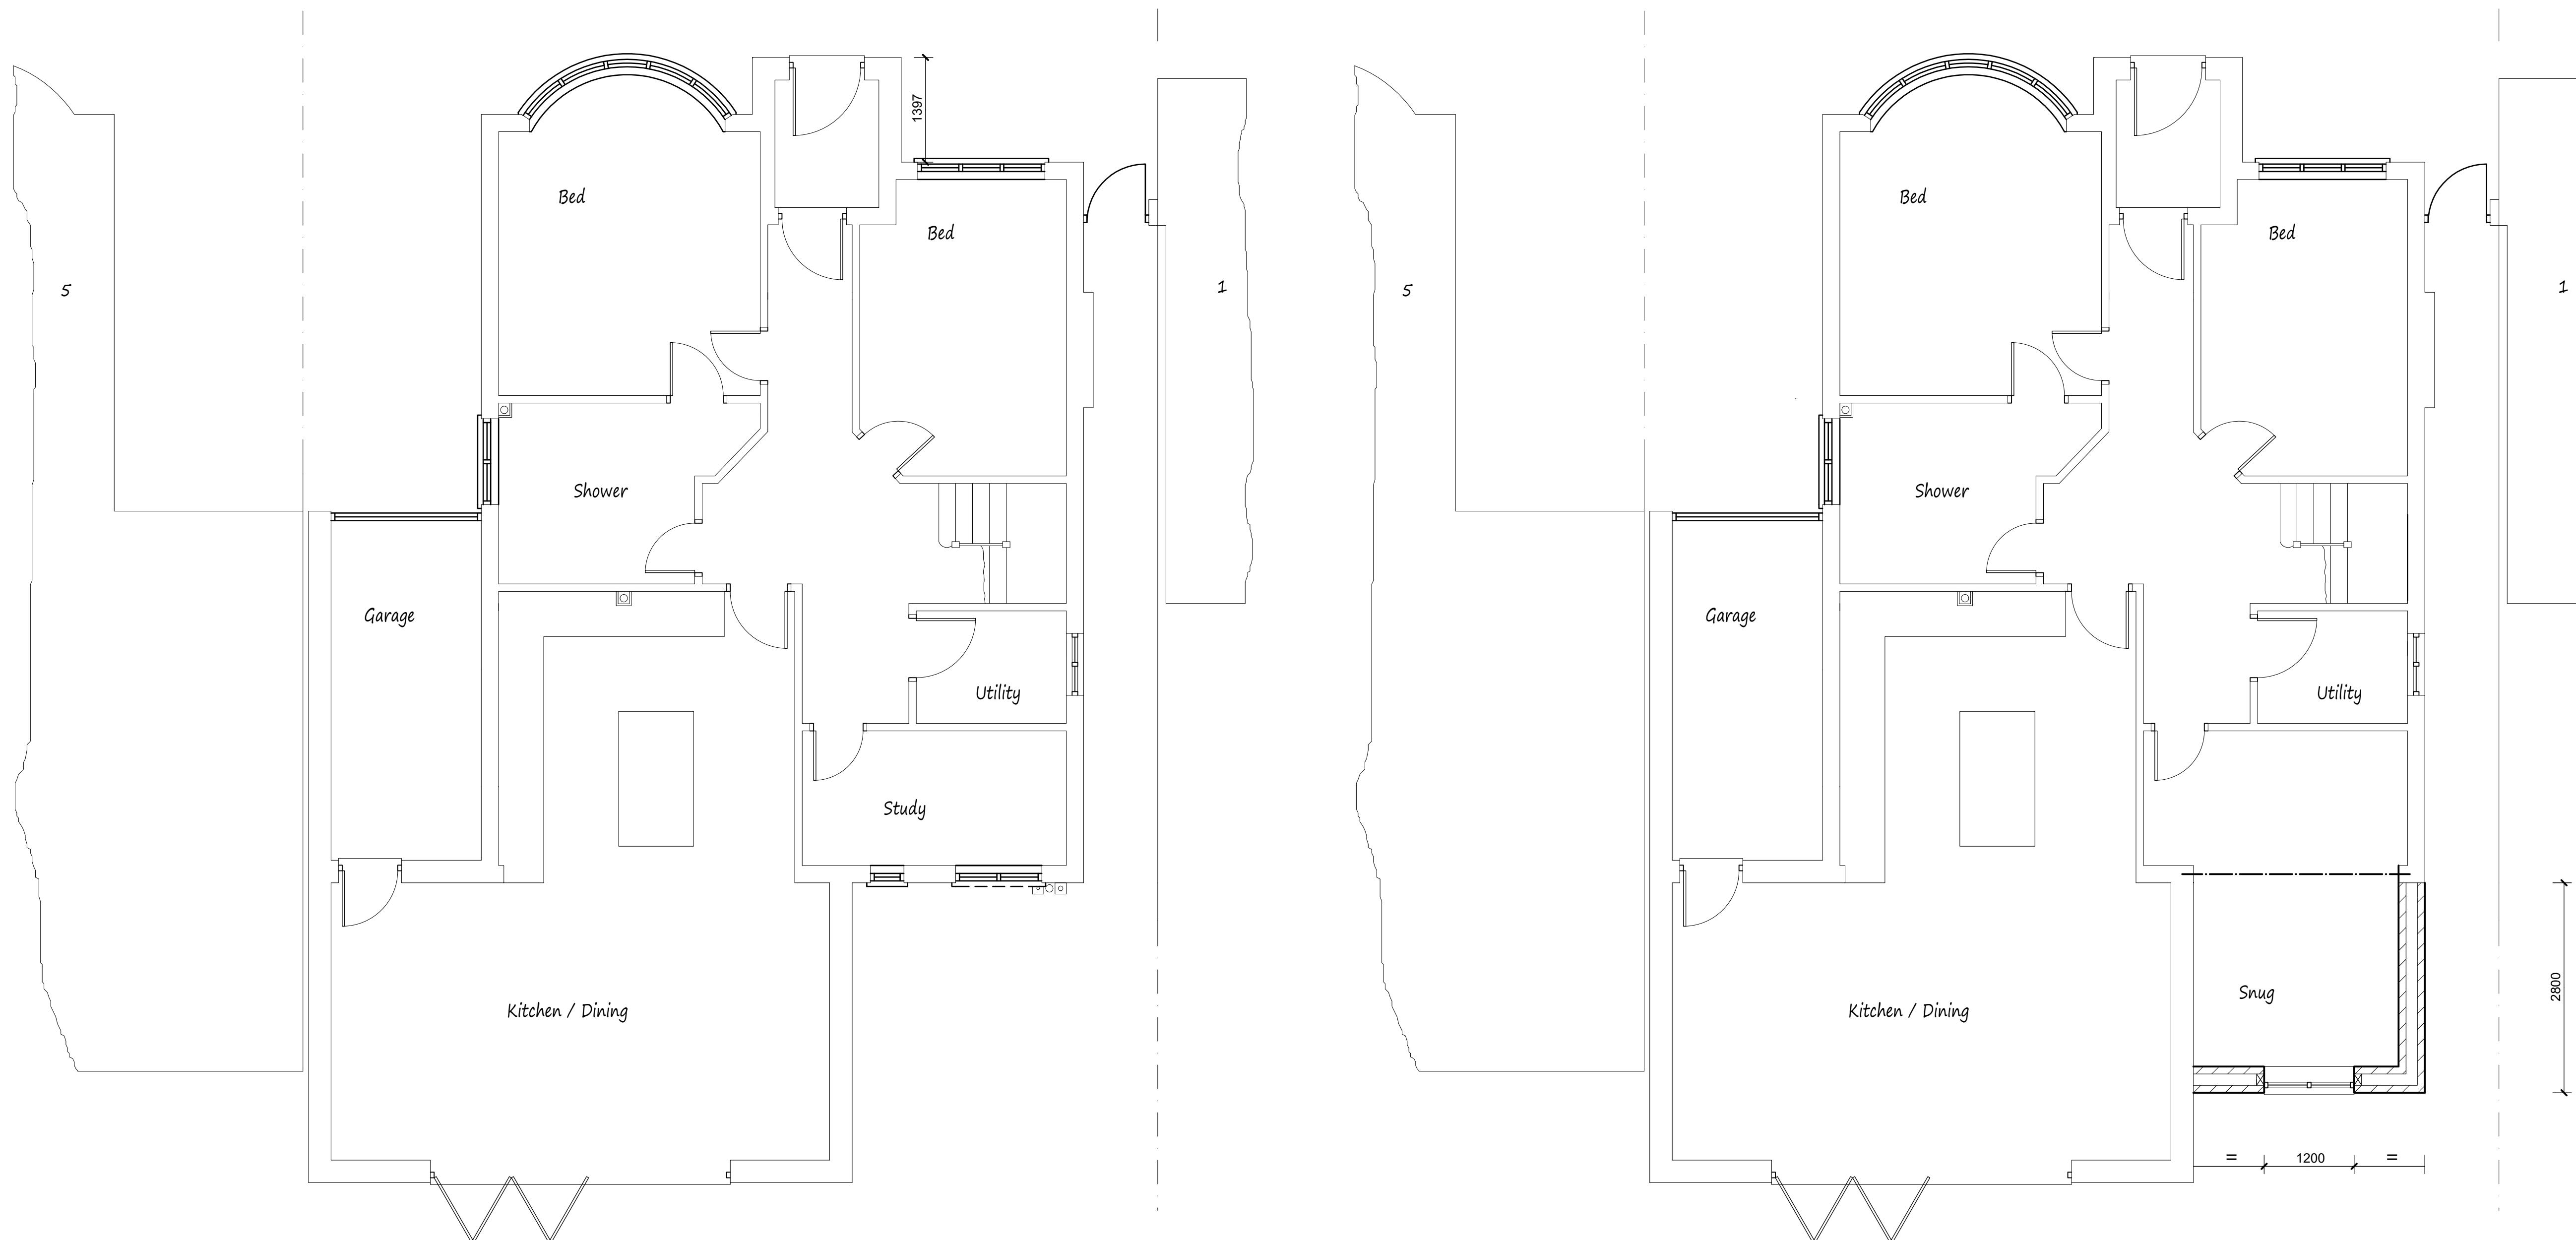 1397
Bed
Bed
5
1
Shower
Garage
Utility
Study
Kitchen / Dining
Bed
Bed
5
1
Shower
Garage
Utility
Snug
2800
Kitchen / Dining
= 1200 =